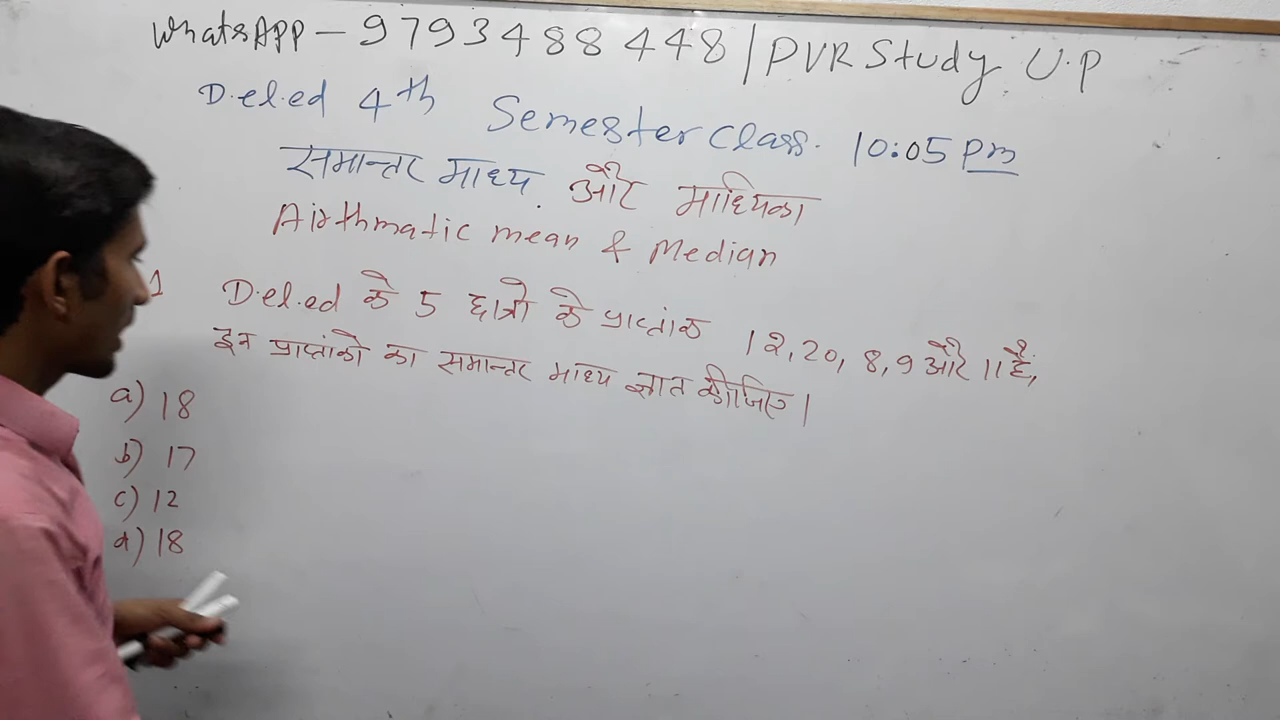 WhatsAPP - 9793488448 | PVR Study U.P
D.el.ed 4th Semester Class. 10:05 Pm
समान्तर माध्य. और माध्यिका
Airthmatic mean & Median
1 D.el.ed के 5 छात्रो के प्राप्तांक 12, 20, 8, 9 और 11 है,
इन प्राप्तांको का समान्तर माध्य ज्ञात कीजिए।
a) 18
b) 17
c) 12
d) 18